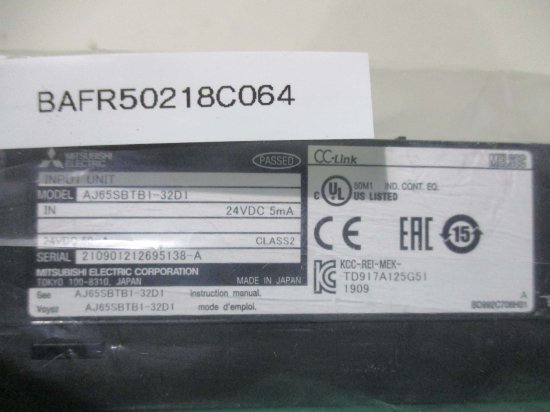 BAFR50218C064
MITSUBISHI ELECTRIC
PASSED
CC-Link
INPUT UNIT
MODEL AJ65SBTB1-32D1
IN 24VDC 5mA
24VDC CLASS2
SERIAL 210901212695138-A
MITSUBISHI ELECTRIC CORPORATION
TOKYO 100-8310, JAPAN MADE IN JAPAN
See AJ65SBTB1-32D1 instruction manual.
Voyez AJ65SBTB1-32D1 mode d'emploi.
c UL US LISTED
50M1 IND. CONT. EQ.
CE EAC 15
KCC-REI-MEK-
TD917A125G51
1909
A